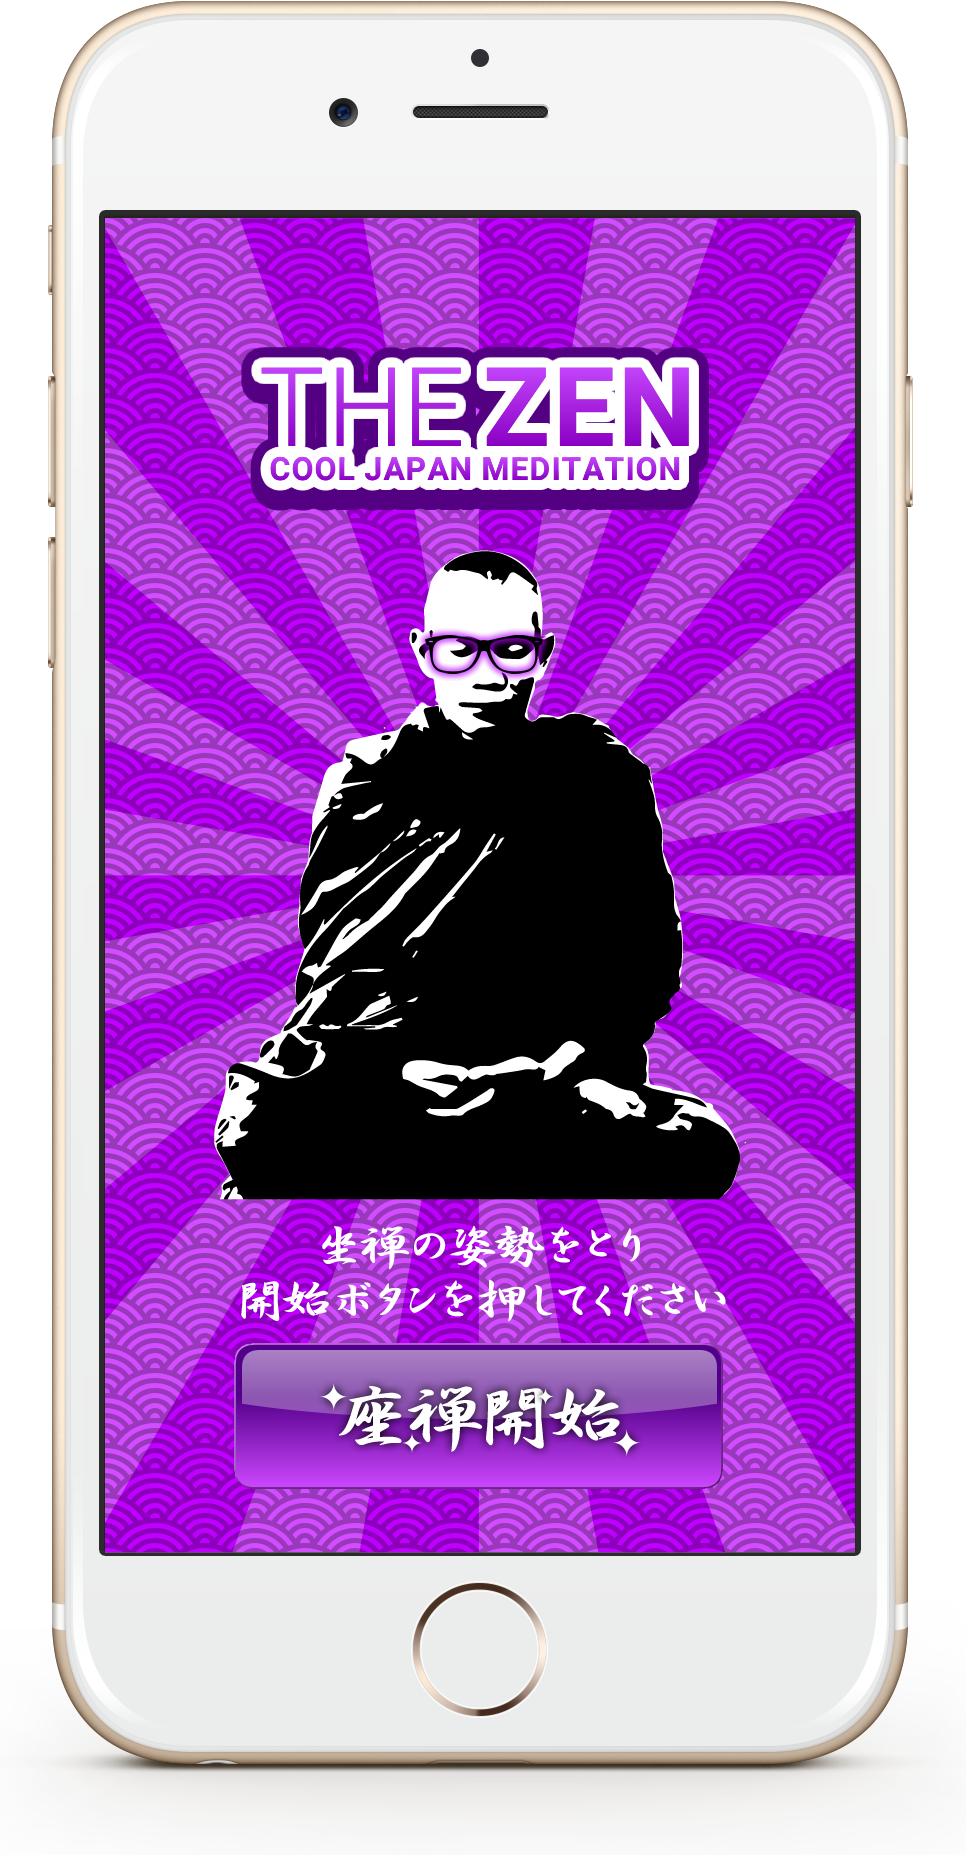 THE ZEN
COOL JAPAN MEDITATION
坐禅の姿勢をとり
開始ボタンを押してください
座禅開始